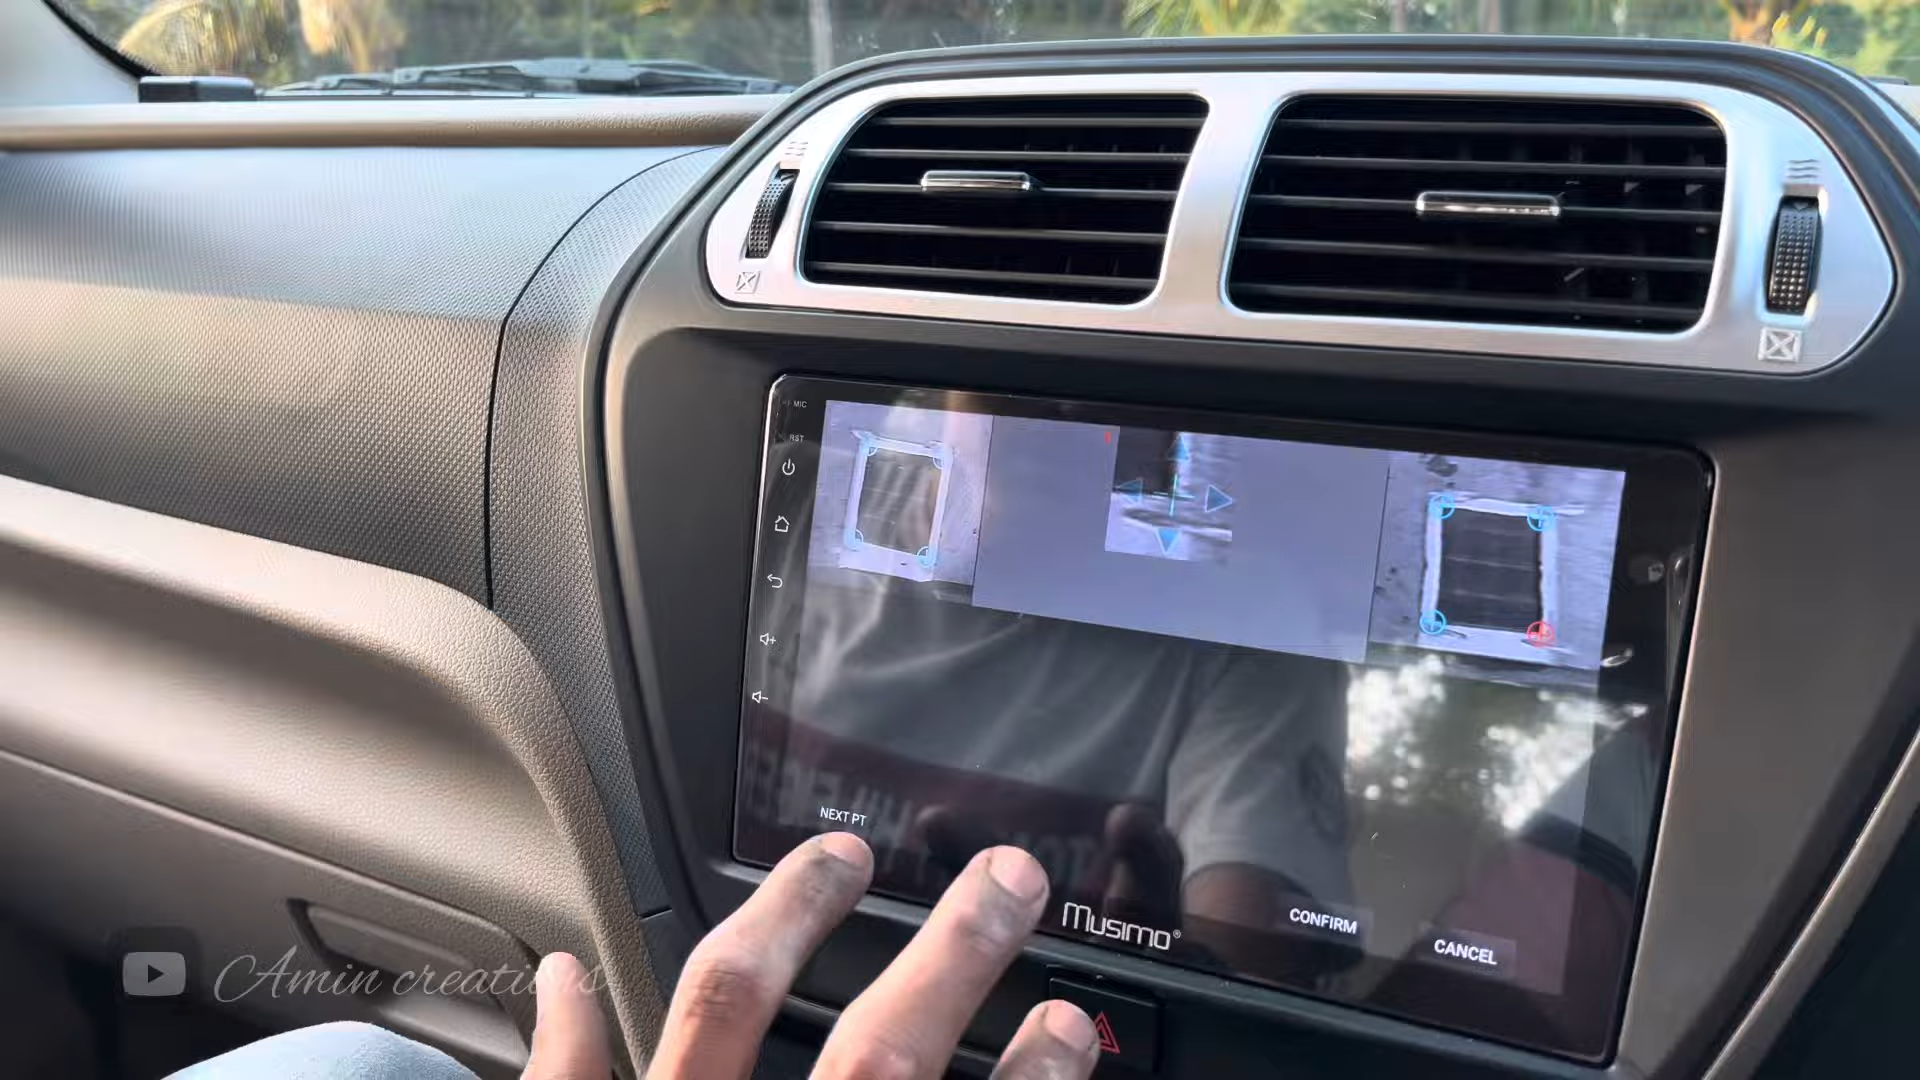 MIC
RST
NEXT PT
Musimo®
CONFIRM
CANCEL
Amin creations